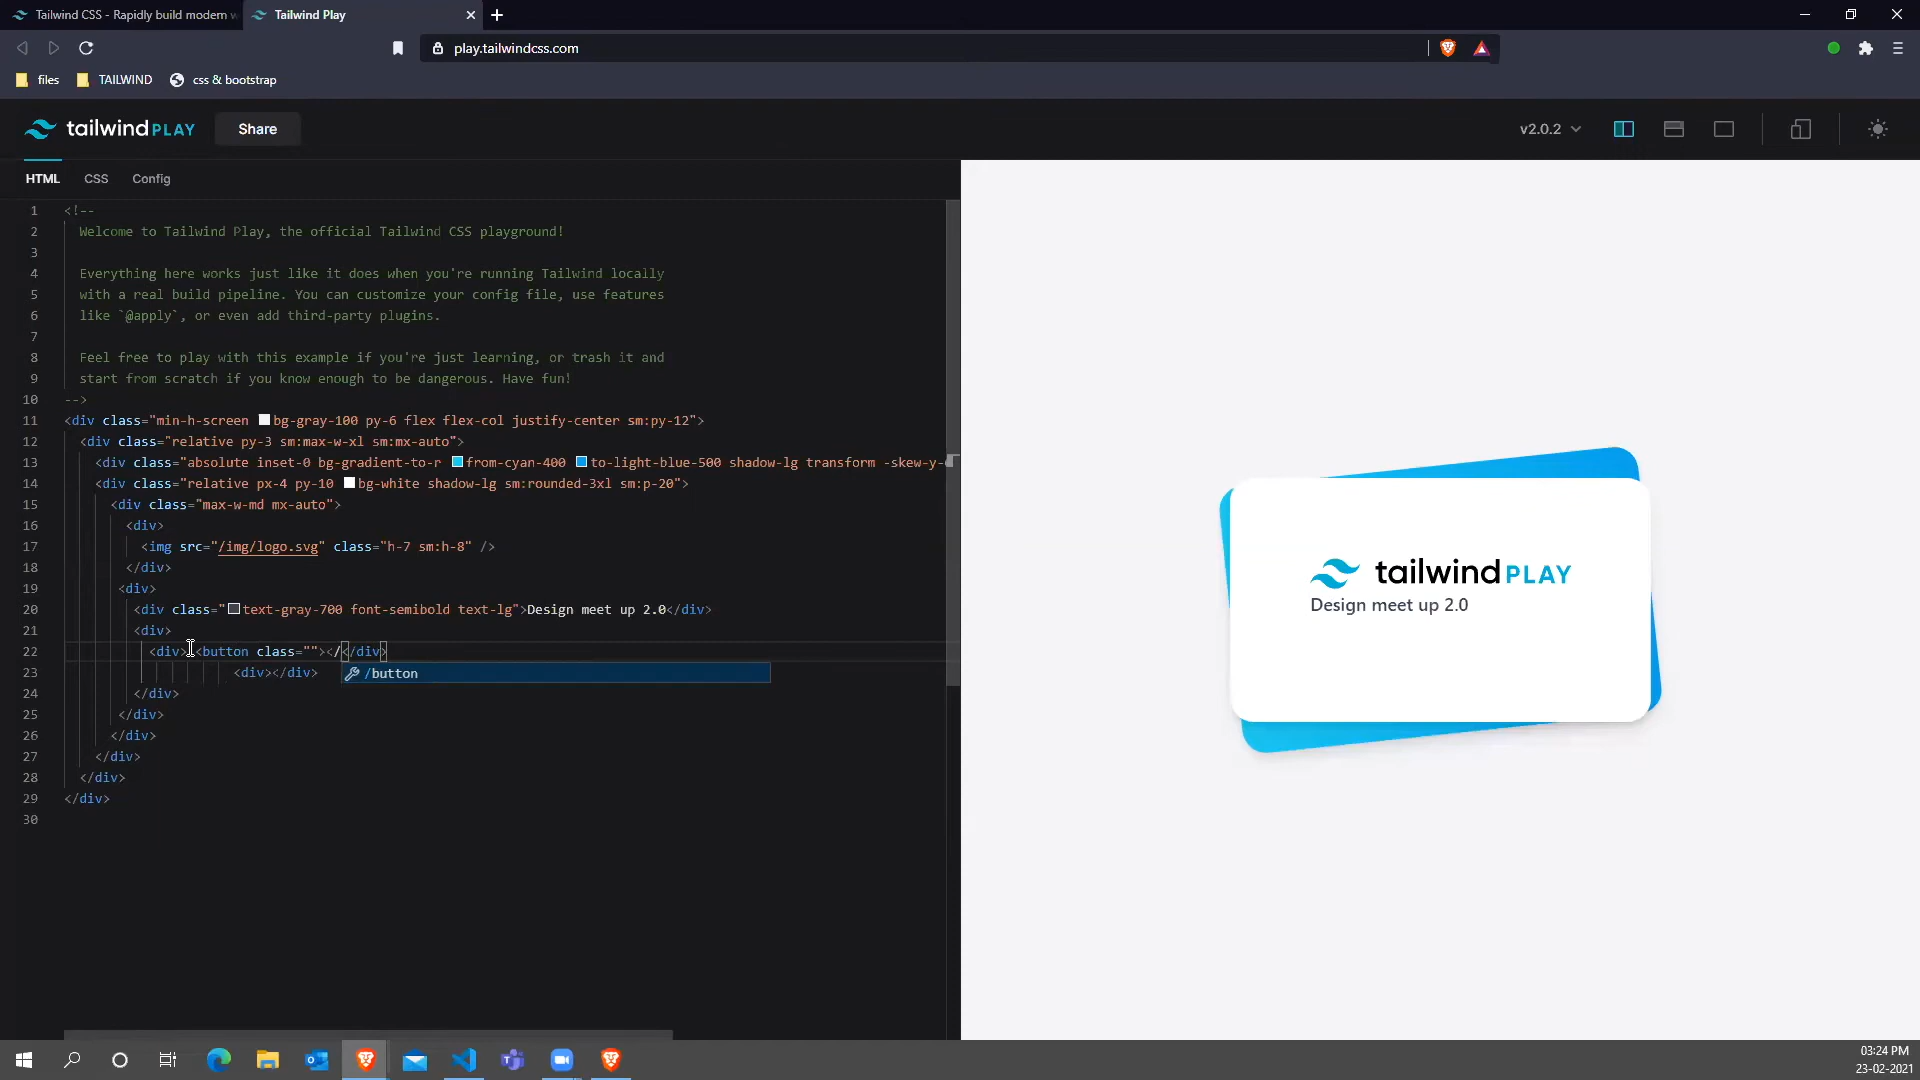 Tailwind CSS - Rapidly build modern w
Tailwind Play
play.tailwindcss.com
files TAILWIND css & bootstrap
tailwind PLAY Share v2.0.2
HTML CSS Config
1 <!--
2 Welcome to Tailwind Play, the official Tailwind CSS playground!
3
4 Everything here works just like it does when you're running Tailwind locally
5 with a real build pipeline. You can customize your config file, use features
6 like `@apply`, or even add third-party plugins.
7
8 Feel free to play with this example if you're just learning, or trash it and
9 start from scratch if you know enough to be dangerous. Have fun!
10 -->
11 <div class="min-h-screen bg-gray-100 py-6 flex flex-col justify-center sm:py-12">
12 <div class="relative py-3 sm:max-w-xl sm:mx-auto">
13 <div class="absolute inset-0 bg-gradient-to-r from-cyan-400 to-light-blue-500 shadow-lg transform -skew-y-
14 <div class="relative px-4 py-10 bg-white shadow-lg sm:rounded-3xl sm:p-20">
15 <div class="max-w-md mx-auto">
16 <div>
17 <img src="/img/logo.svg" class="h-7 sm:h-8" />
18 </div>
19 <div>
20 <div class="text-gray-700 font-semibold text-lg">Design meet up 2.0</div>
21 <div>
22 <div> <button class=""></</div>
23 <div></div> /button
24 </div>
25 </div>
26 </div>
27 </div>
28 </div>
29 </div>
30
tailwind PLAY
Design meet up 2.0
03:24 PM
23-02-2021